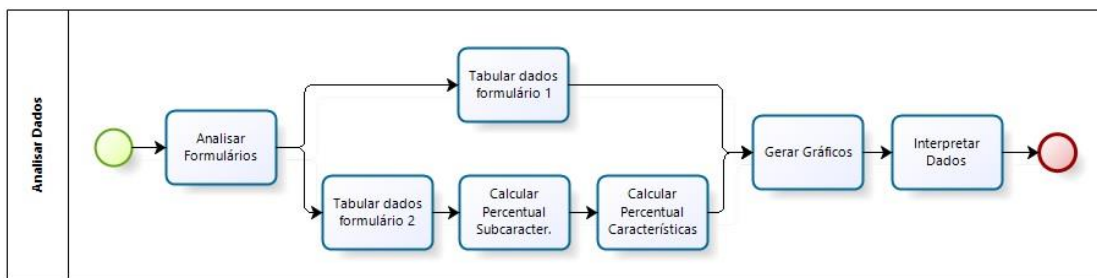 Analisar Dados
Analisar
Formulários
Tabular dados
formulário 1
Tabular dados
formulário 2
Calcular
Percentual
Subcaracter.
Calcular
Percentual
Características
Gerar Gráficos
Interpretar
Dados